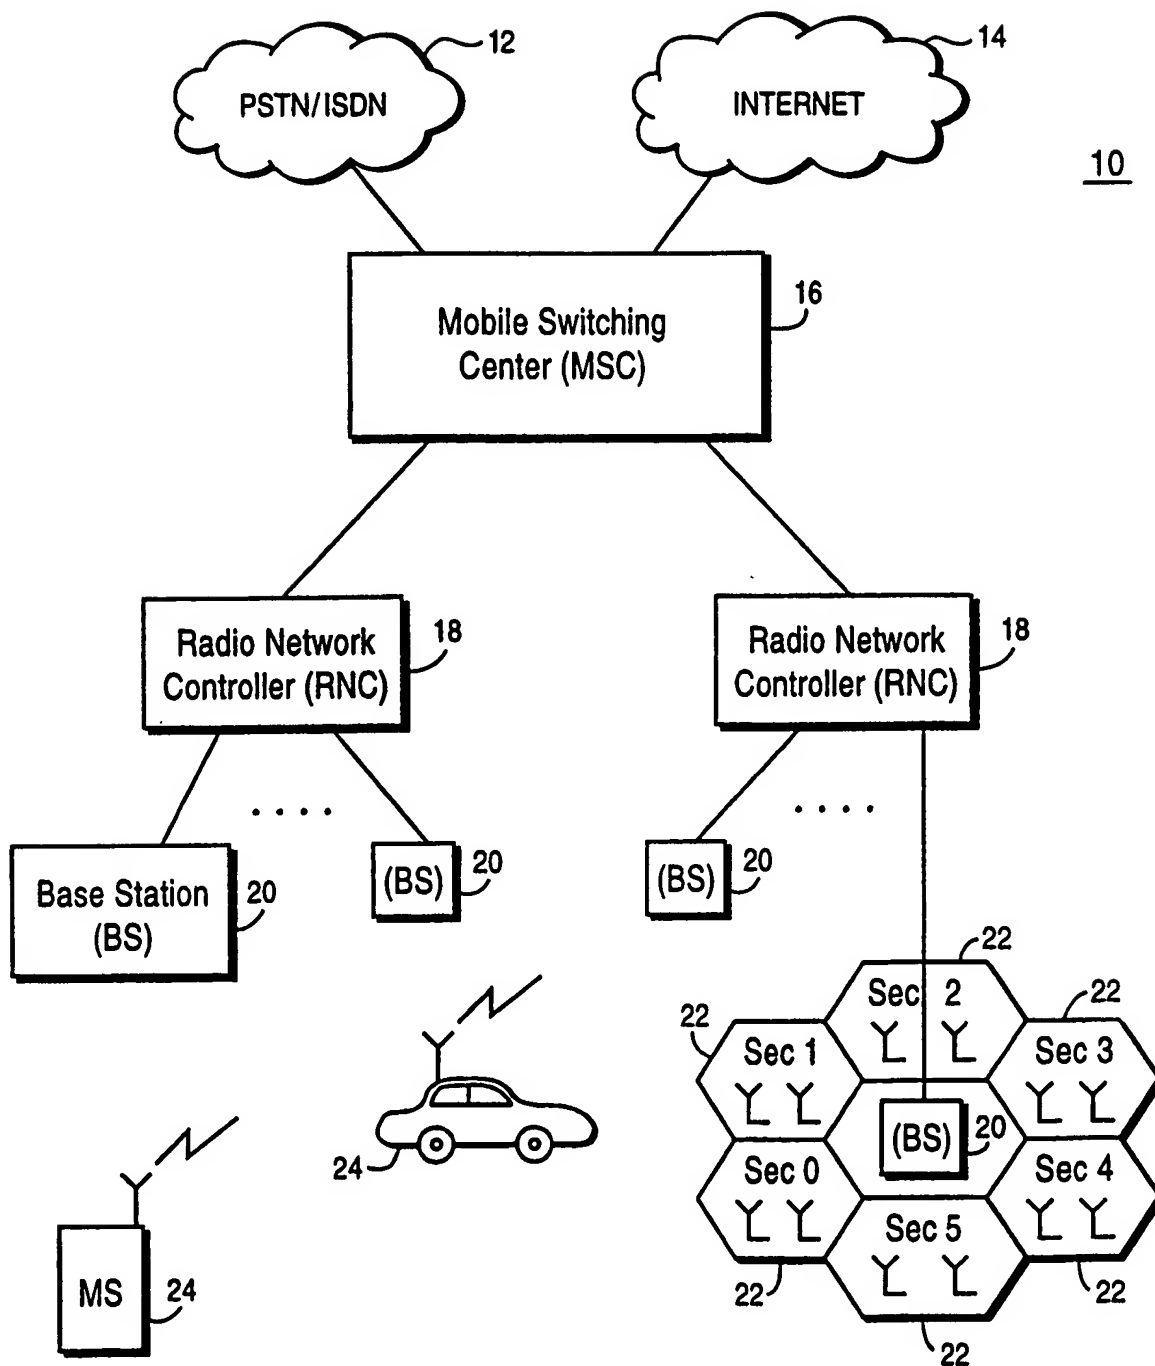 12
14
PSTN/ISDN
INTERNET
10
16
Mobile Switching
Center (MSC)
18
Radio Network
Controller (RNC)
18
Radio Network
Controller (RNC)
. . . .
. . . .
Base Station
(BS)
20
(BS)
20
(BS)
20
22
Sec 2
22
22
Sec 1
Sec 3
(BS)
20
Sec 0
Sec 4
Sec 5
22
22
22
24
MS
24